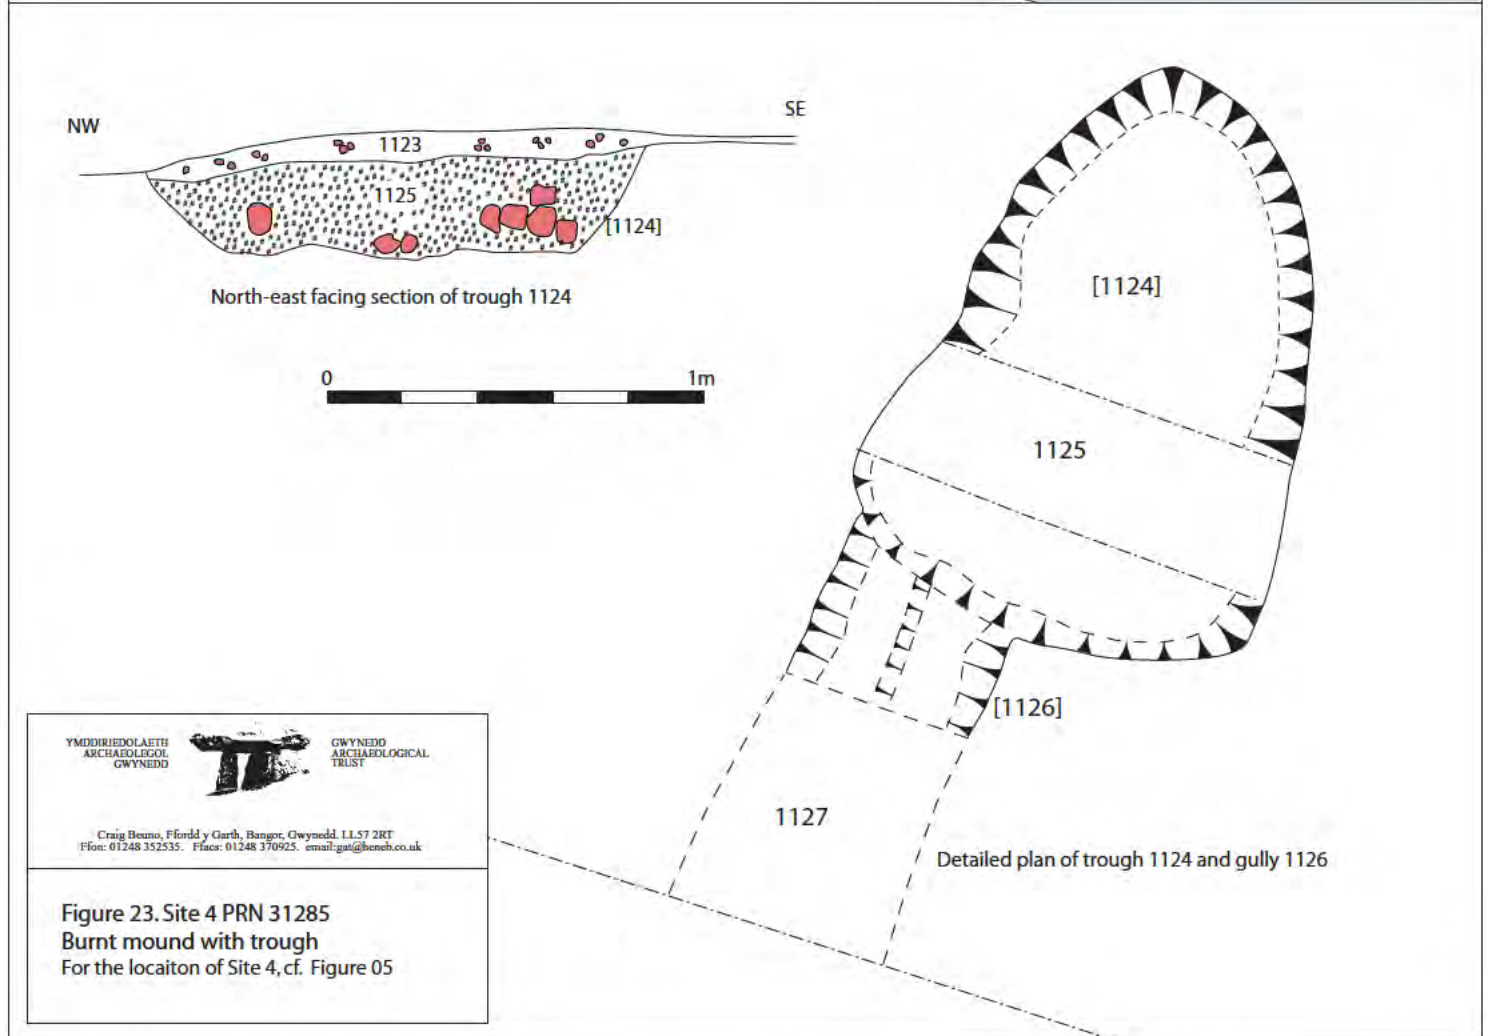 NW
SE
1123
1125
[1124]
North-east facing section of trough 1124
0 1m
[1124]
1125
[1126]
1127
Detailed plan of trough 1124 and gully 1126
YMDDIRIEDOLAETH
ARCHAEOLEGOL
GWYNEDD
GWYNEDD
ARCHAEOLOGICAL
TRUST
Craig Beuno, Ffordd y Garth, Bangor, Gwynedd. LL57 2RT
Ffon: 01248 352535. Ffacs: 01248 370925. email:gat@heneb.co.uk
Figure 23. Site 4 PRN 31285
Burnt mound with trough
For the locaiton of Site 4, cf. Figure 05